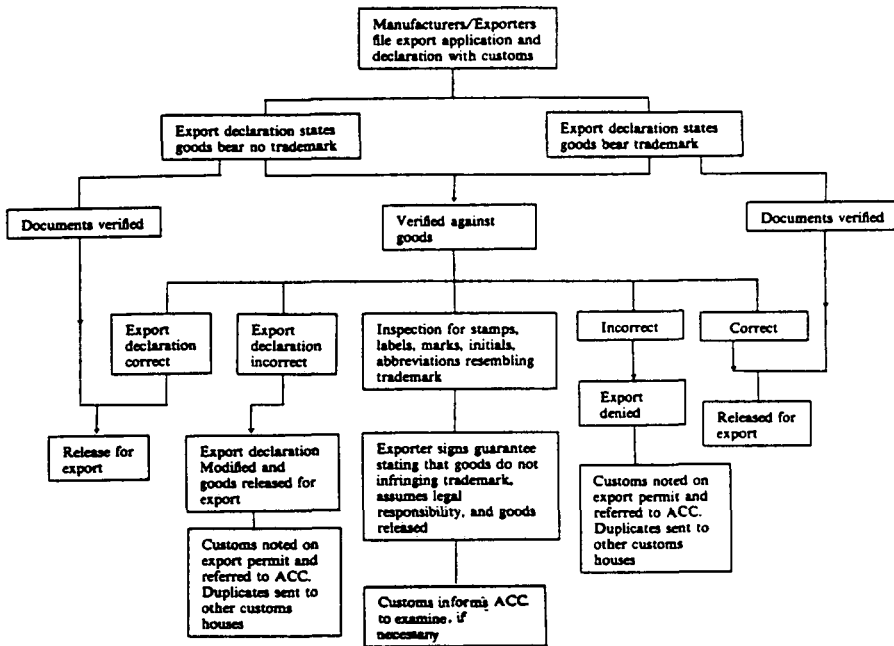 Manufacturers/Exporters
file export application and
declaration with customs
Export declaration states
goods bear no trademark
Export declaration states
goods bear trademark
Documents verified
Verified against
goods
Documents verified
Export
declaration
correct
Export
declaration
incorrect
Inspection for stamps,
labels, marks, initials,
abbreviations resembling
trademark
Incorrect
Correct
Export
denied
Released for
export
Release for
export
Export declaration
Modified and
goods released for
export
Exporter signs guarantee
stating that goods do not
infringing trademark,
assumes legal
responsibility, and goods
released
Customs noted on
export permit and
referred to ACC.
Duplicates sent to
other customs
houses
Customs noted on
export permit and
referred to ACC.
Duplicates sent to
other customs
houses
Customs informs ACC
to examine, if
necessary